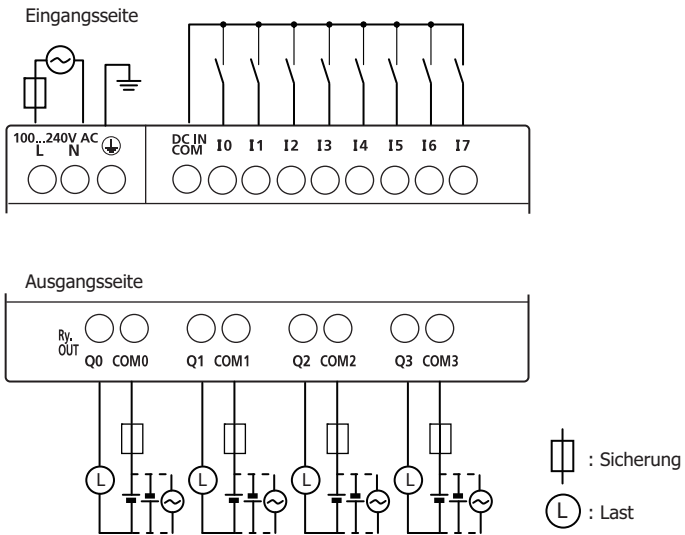 Eingangsseite
100...240V AC
L N
DC IN
COM I0 I1 I2 I3 I4 I5 I6 I7
Ausgangsseite
Ry.
OUT
Q0 COM0 Q1 COM1 Q2 COM2 Q3 COM3
L L L L
: Sicherung
L : Last